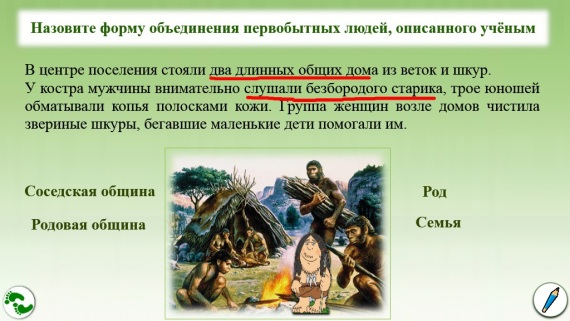 Назовите форму объединения первобытных людей, описанного учёным
В центре поселения стояли два длинных общих дома из веток и шкур.
У костра мужчины внимательно слушали безбородого старика, трое юношей
обматывали копья полосками кожи. Группа женщин возле домов чистила
звериные шкуры, бегавшие маленькие дети помогали им.
Соседская община
Род
Родовая община
Семья